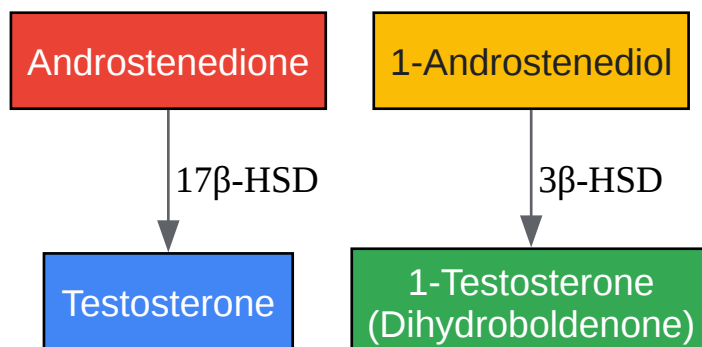 Androstenedione
1-Androstenediol
17β-HSD
3β-HSD
Testosterone
1-Testosterone
(Dihydroboldenone)